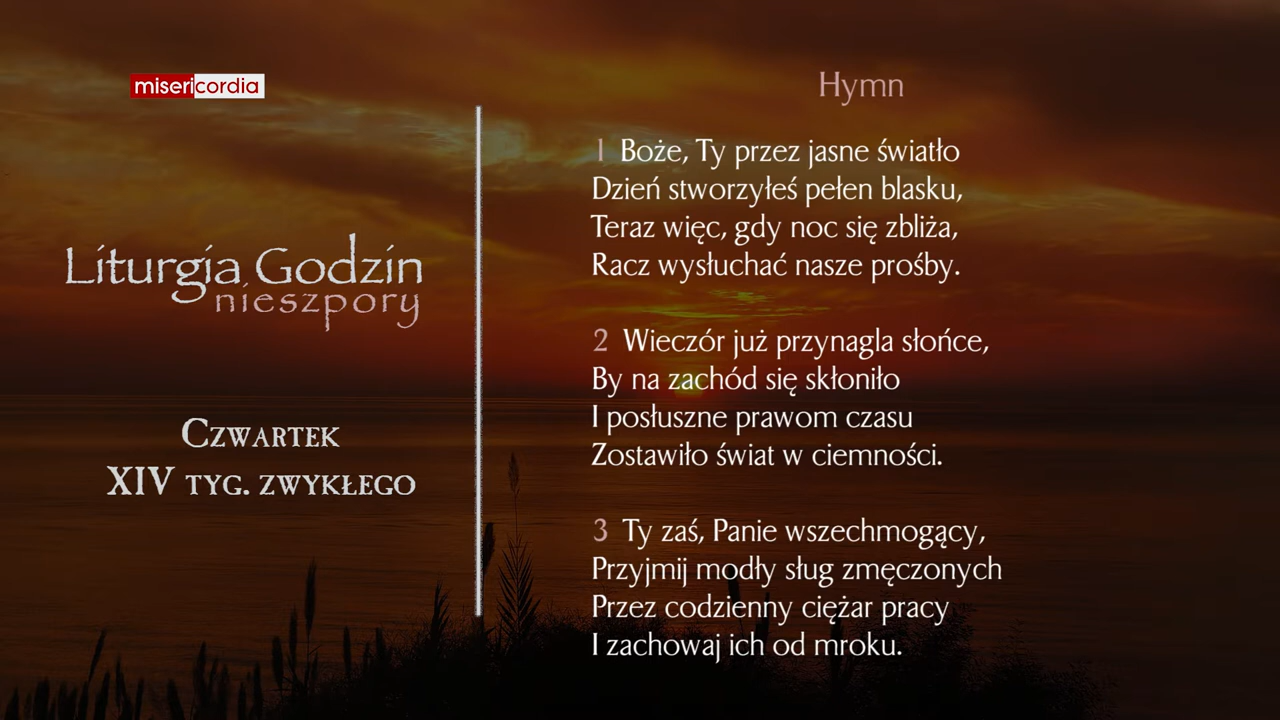 misericordia
Liturgia Godzin
nieszpory
Czwartek
XIV tyg. zwykłego
Hymn
1 Boże, Ty przez jasne światło
Dzień stworzyłeś pełen blasku,
Teraz więc, gdy noc się zbliża,
Racz wysłuchać nasze prośby.
2 Wieczór już przynagla słońce,
By na zachód się skłoniło
I posłuszne prawom czasu
Zostawiło świat w ciemności.
3 Ty zaś, Panie wszechmogący,
Przyjmij modły sług zmęczonych
Przez codzienny ciężar pracy
I zachowaj ich od mroku.